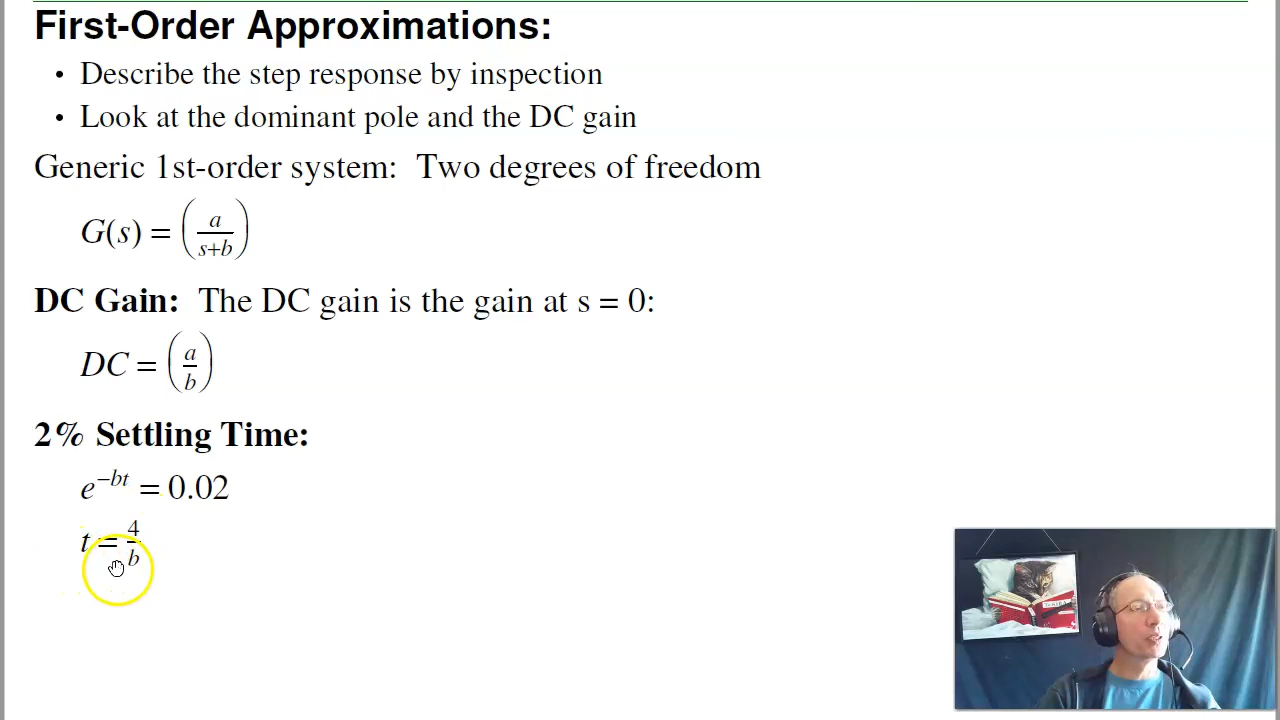 First-Order Approximations:
• Describe the step response by inspection
• Look at the dominant pole and the DC gain
Generic 1st-order system: Two degrees of freedom
G(s) = (a/(s+b))
DC Gain: The DC gain is the gain at s = 0:
DC = (a/b)
2% Settling Time:
e^{-bt} = 0.02
t = 4/b